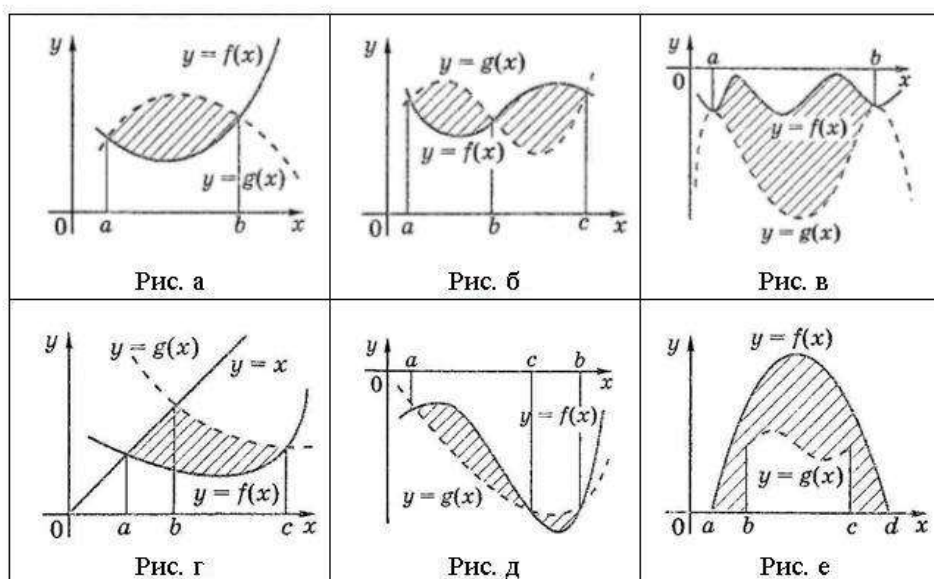 y
y = f(x)
y = g(x)
0
a
b
x
Рис. а
y
y = g(x)
y = f(x)
0
a
b
c
x
Рис. б
y
a
b
0
x
y = f(x)
y = g(x)
Рис. в
y
y = g(x)
y = x
y = f(x)
0
a
b
c
x
Рис. г
y
a
c
b
0
x
y = f(x)
y = g(x)
Рис. д
y
y = f(x)
y = g(x)
0
a
b
c
d
x
Рис. е